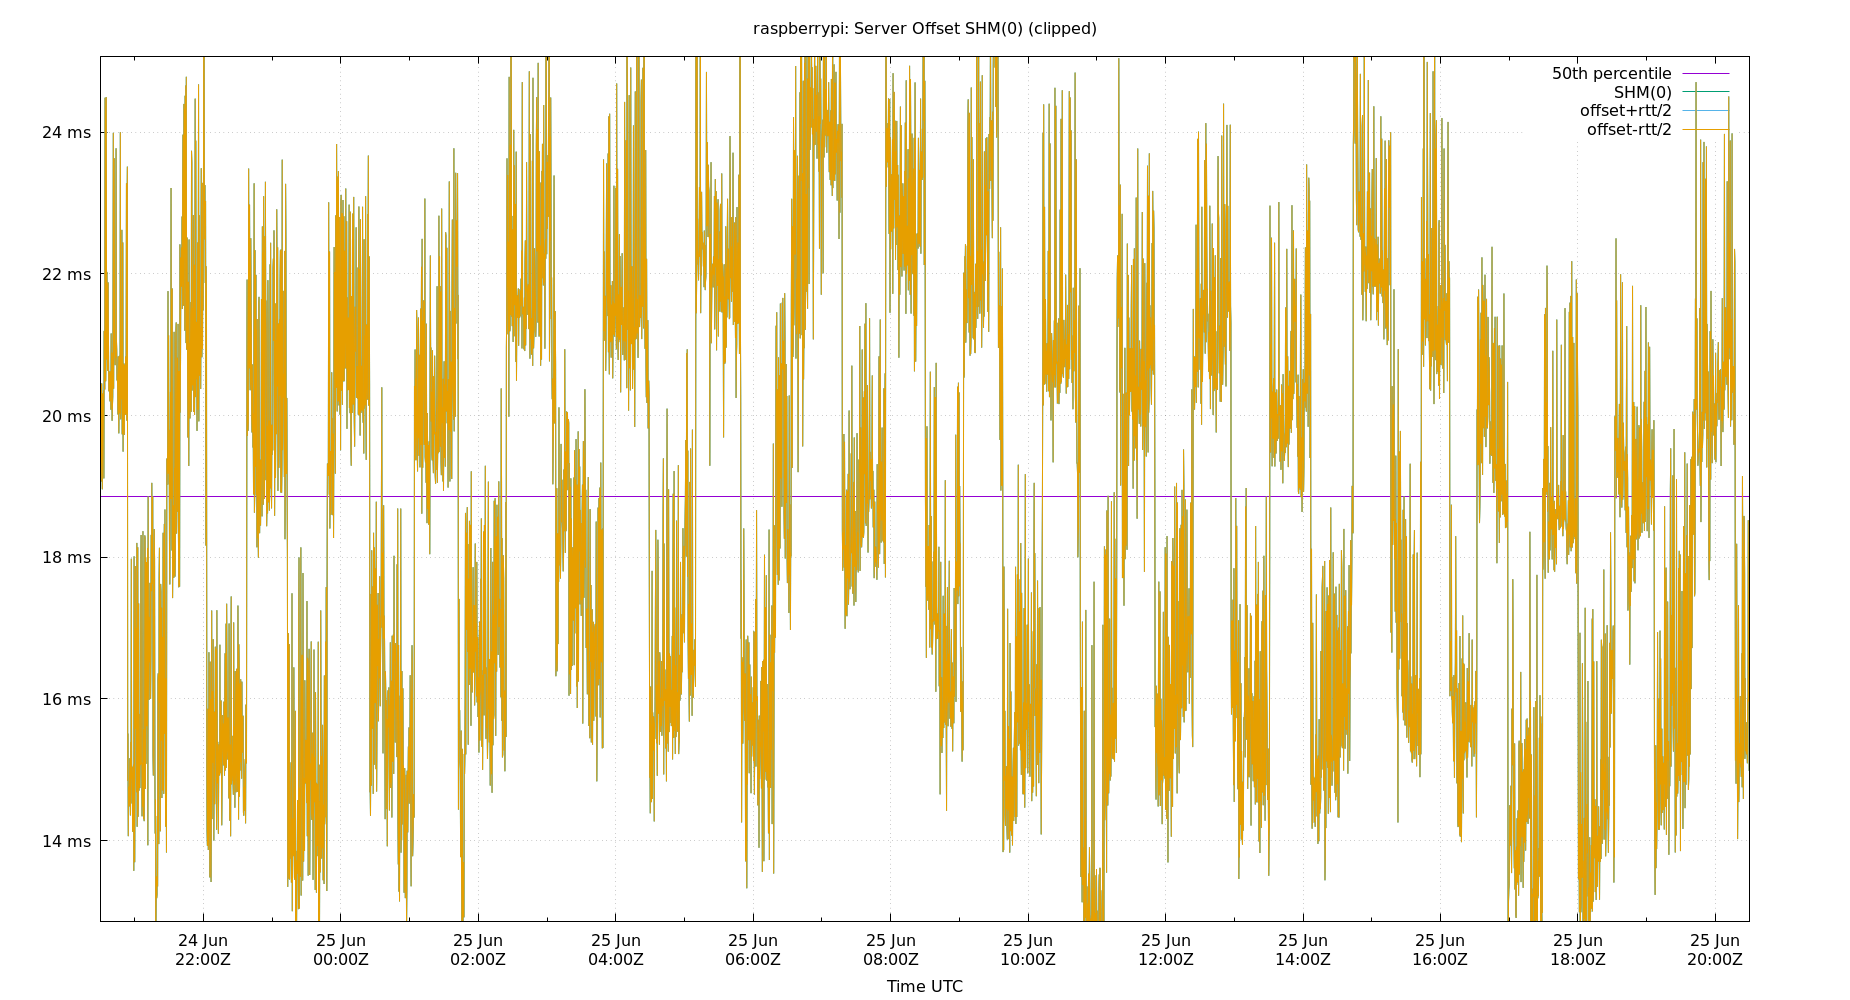 raspberrypi: Server Offset SHM(0) (clipped)
50th percentile
SHM(0)
offset+rtt/2
offset-rtt/2
24 ms
22 ms
20 ms
18 ms
16 ms
14 ms
24 Jun 25 Jun 25 Jun 25 Jun 25 Jun 25 Jun 25 Jun 25 Jun 25 Jun 25 Jun 25 Jun 25 Jun
22:00Z 00:00Z 02:00Z 04:00Z 06:00Z 08:00Z 10:00Z 12:00Z 14:00Z 16:00Z 18:00Z 20:00Z
Time UTC